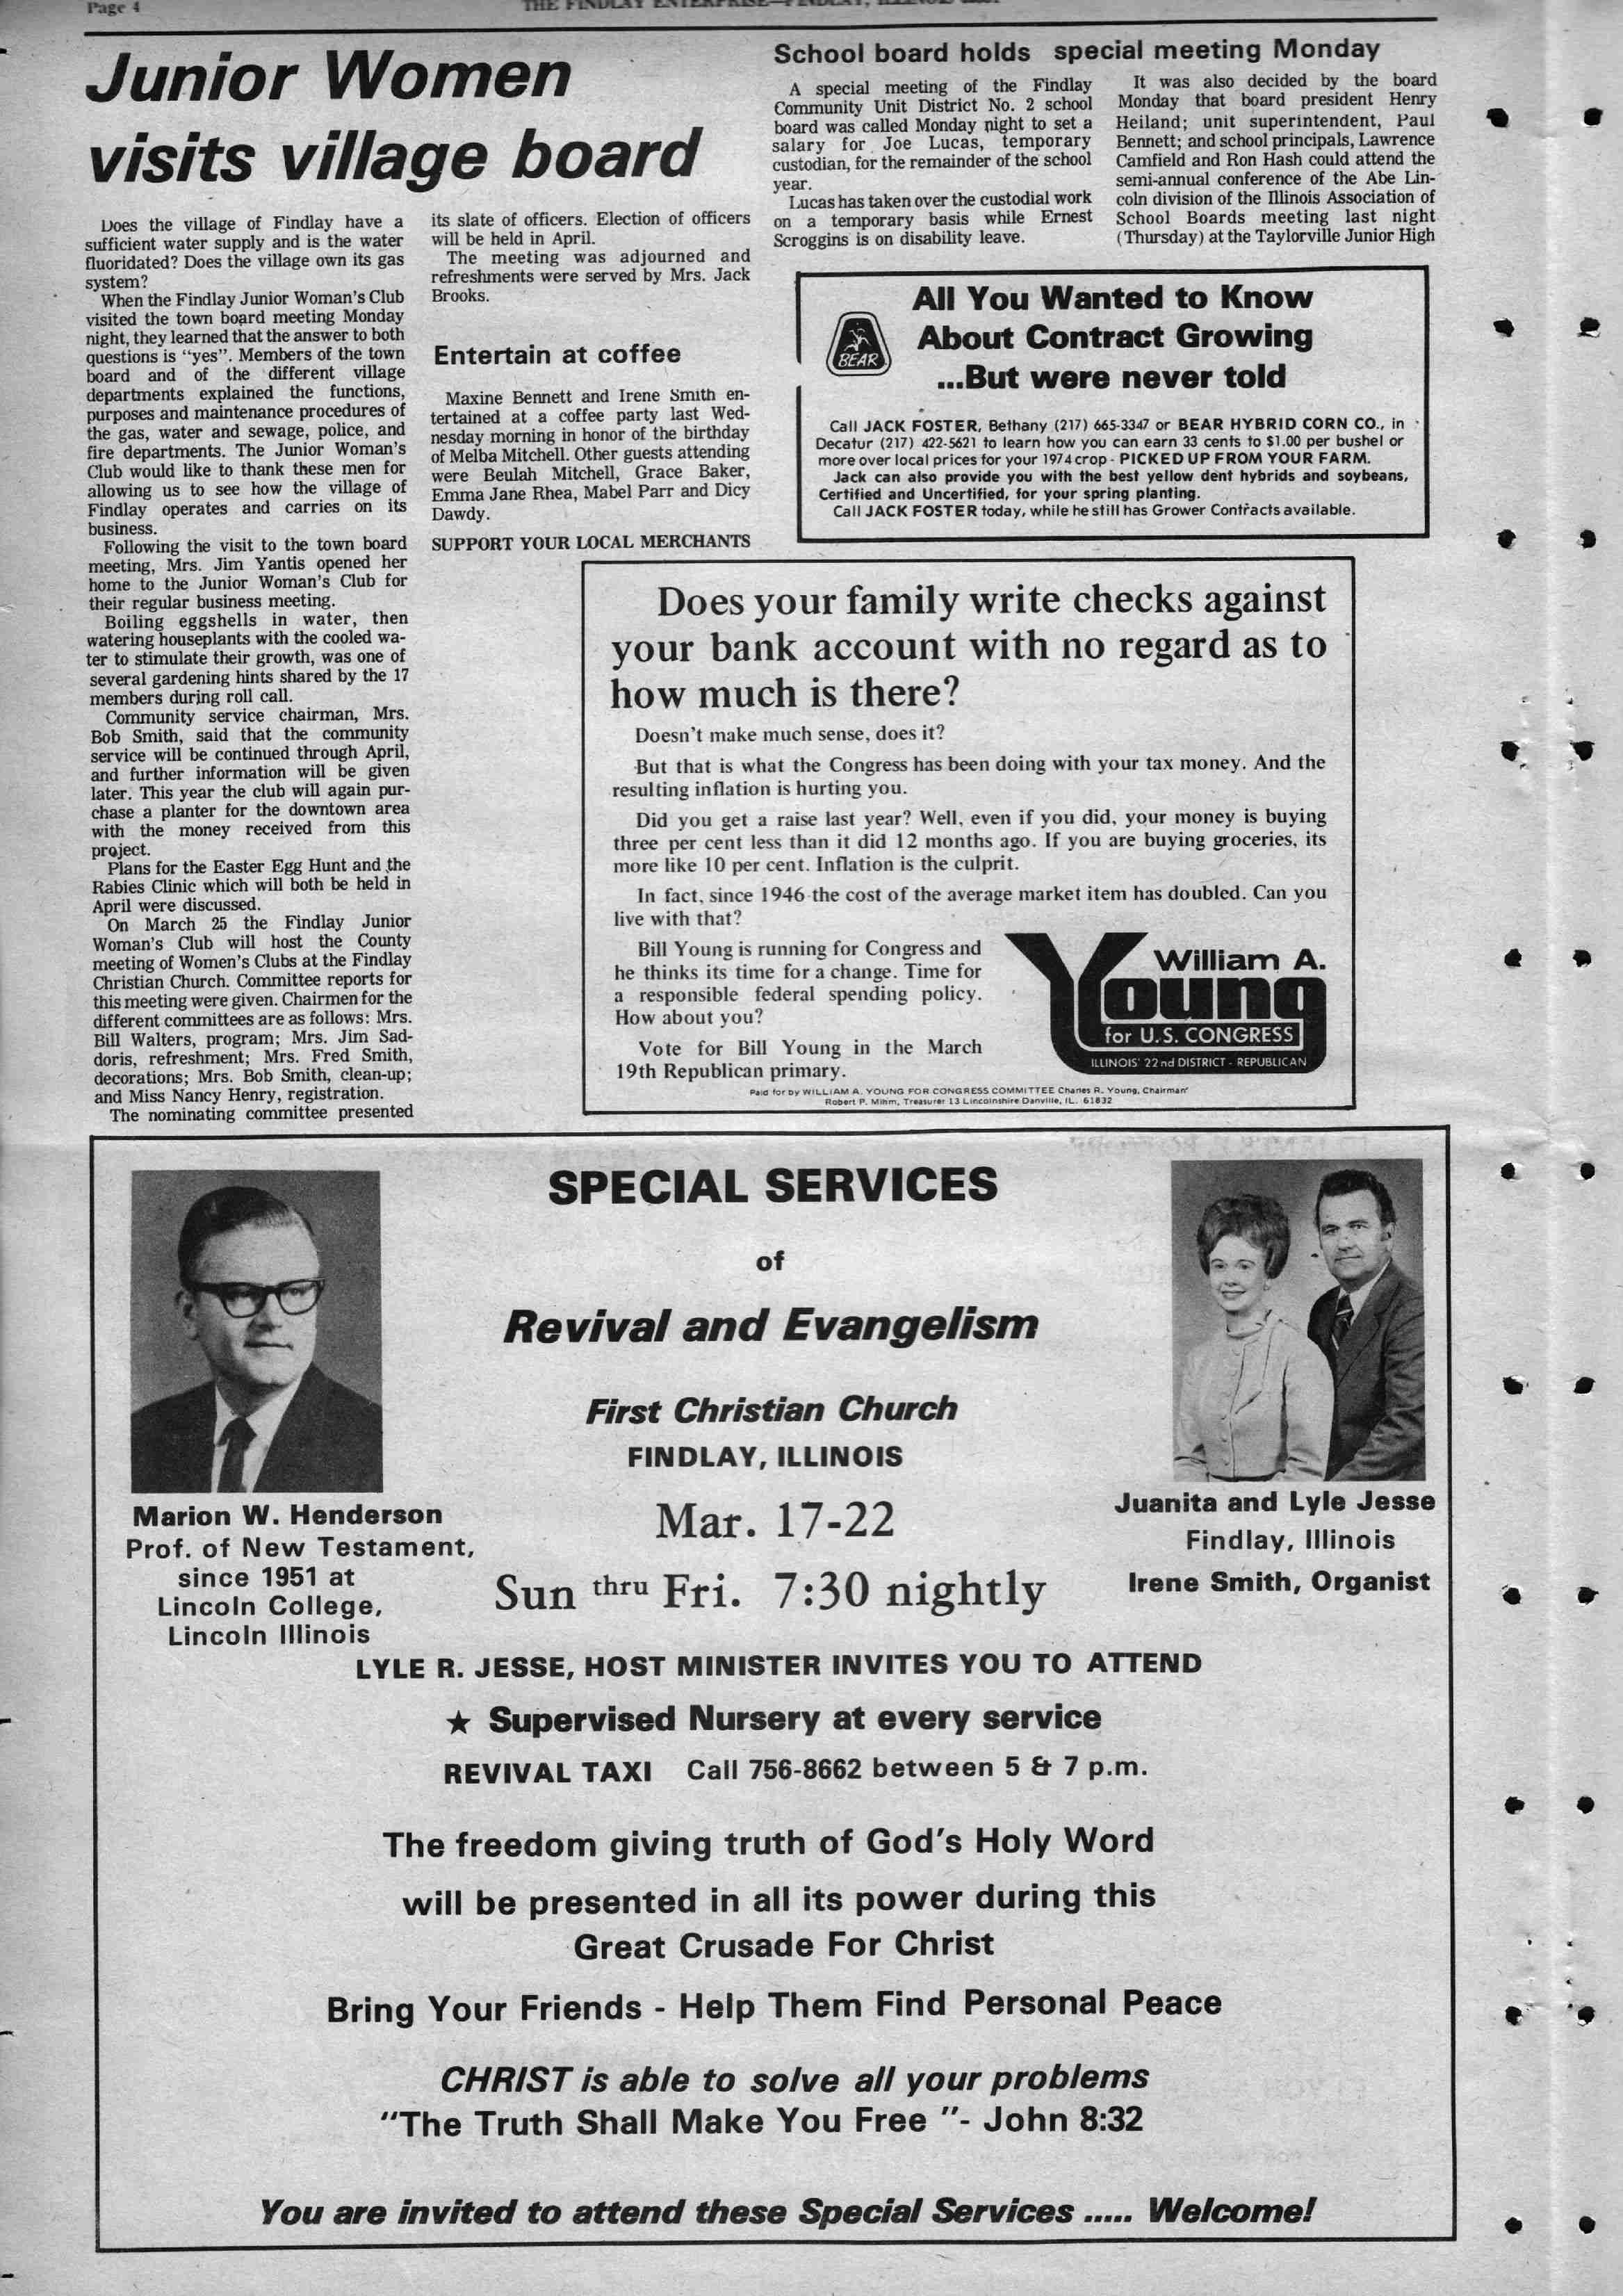 Page 4
THE FINDLAY ENTERPRISE—FINDLAY, ILLINOIS
Junior Women
visits village board
Does the village of Findlay have a
sufficient water supply and is the water
fluoridated? Does the village own its gas
system?
When the Findlay Junior Woman's Club
visited the town board meeting Monday
night, they learned that the answer to both
questions is "yes". Members of the town
board and of the different village
departments explained the functions,
purposes and maintenance procedures of
the gas, water and sewage, police, and
fire departments. The Junior Woman's
Club would like to thank these men for
allowing us to see how the village of
Findlay operates and carries on its
business.
Following the visit to the town board
meeting, Mrs. Jim Yantis opened her
home to the Junior Woman's Club for
their regular business meeting.
Boiling eggshells in water, then
watering houseplants with the cooled wa-
ter to stimulate their growth, was one of
several gardening hints shared by the 17
members during roll call.
Community service chairman, Mrs.
Bob Smith, said that the community
service will be continued through April,
and further information will be given
later. This year the club will again pur-
chase a planter for the downtown area
with the money received from this
project.
Plans for the Easter Egg Hunt and the
Rabies Clinic which will both be held in
April were discussed.
On March 25 the Findlay Junior
Woman's Club will host the County
meeting of Women's Clubs at the Findlay
Christian Church. Committee reports for
this meeting were given. Chairmen for the
different committees are as follows: Mrs.
Bill Walters, program; Mrs. Jim Sad-
doris, refreshment; Mrs. Fred Smith,
decorations; Mrs. Bob Smith, clean-up;
and Miss Nancy Henry, registration.
The nominating committee presented
its slate of officers. Election of officers
will be held in April.
The meeting was adjourned and
refreshments were served by Mrs. Jack
Brooks.
Entertain at coffee
Maxine Bennett and Irene Smith en-
tertained at a coffee party last Wed-
nesday morning in honor of the birthday
of Melba Mitchell. Other guests attending
were Beulah Mitchell, Grace Baker,
Emma Jane Rhea, Mabel Parr and Dicy
Dawdy.
SUPPORT YOUR LOCAL MERCHANTS
School board holds special meeting Monday
A special meeting of the Findlay
Community Unit District No. 2 school
board was called Monday night to set a
salary for Joe Lucas, temporary
custodian, for the remainder of the school
year.
Lucas has taken over the custodial work
on a temporary basis while Ernest
Scroggins is on disability leave.
It was also decided by the board
Monday that board president Henry
Heiland; unit superintendent, Paul
Bennett; and school principals, Lawrence
Camfield and Ron Hash could attend the
semi-annual conference of the Abe Lin-
coln division of the Illinois Association of
School Boards meeting last night
(Thursday) at the Taylorville Junior High
BEAR
All You Wanted to Know
About Contract Growing
...But were never told
Call JACK FOSTER, Bethany (217) 665-3347 or BEAR HYBRID CORN CO., in
Decatur (217) 422-5621 to learn how you can earn 33 cents to $1.00 per bushel or
more over local prices for your 1974 crop - PICKED UP FROM YOUR FARM.
Jack can also provide you with the best yellow dent hybrids and soybeans,
Certified and Uncertified, for your spring planting.
Call JACK FOSTER today, while he still has Grower Contracts available.
Does your family write checks against
your bank account with no regard as to
how much is there?
Doesn't make much sense, does it?
But that is what the Congress has been doing with your tax money. And the
resulting inflation is hurting you.
Did you get a raise last year? Well, even if you did, your money is buying
three per cent less than it did 12 months ago. If you are buying groceries, its
more like 10 per cent. Inflation is the culprit.
In fact, since 1946 the cost of the average market item has doubled. Can you
live with that?
Bill Young is running for Congress and
he thinks its time for a change. Time for
a responsible federal spending policy.
How about you?
Vote for Bill Young in the March
19th Republican primary.
William A.
Young
for U.S. CONGRESS
ILLINOIS' 22nd DISTRICT - REPUBLICAN
Paid for by WILLIAM A. YOUNG FOR CONGRESS COMMITTEE Charles R. Young, Chairman
Robert P. Mihm, Treasurer 13 Lincolnshire Danville, IL. 61832
SPECIAL SERVICES
of
Revival and Evangelism
First Christian Church
FINDLAY, ILLINOIS
Mar. 17-22
Sun thru Fri. 7:30 nightly
Marion W. Henderson
Prof. of New Testament,
since 1951 at
Lincoln College,
Lincoln Illinois
Juanita and Lyle Jesse
Findlay, Illinois
Irene Smith, Organist
LYLE R. JESSE, HOST MINISTER INVITES YOU TO ATTEND
★ Supervised Nursery at every service
REVIVAL TAXI Call 756-8662 between 5 & 7 p.m.
The freedom giving truth of God's Holy Word
will be presented in all its power during this
Great Crusade For Christ
Bring Your Friends - Help Them Find Personal Peace
CHRIST is able to solve all your problems
"The Truth Shall Make You Free "- John 8:32
You are invited to attend these Special Services ..... Welcome!